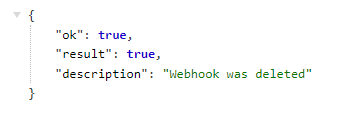 {
"ok": true,
"result": true,
"description": "Webhook was deleted"
}